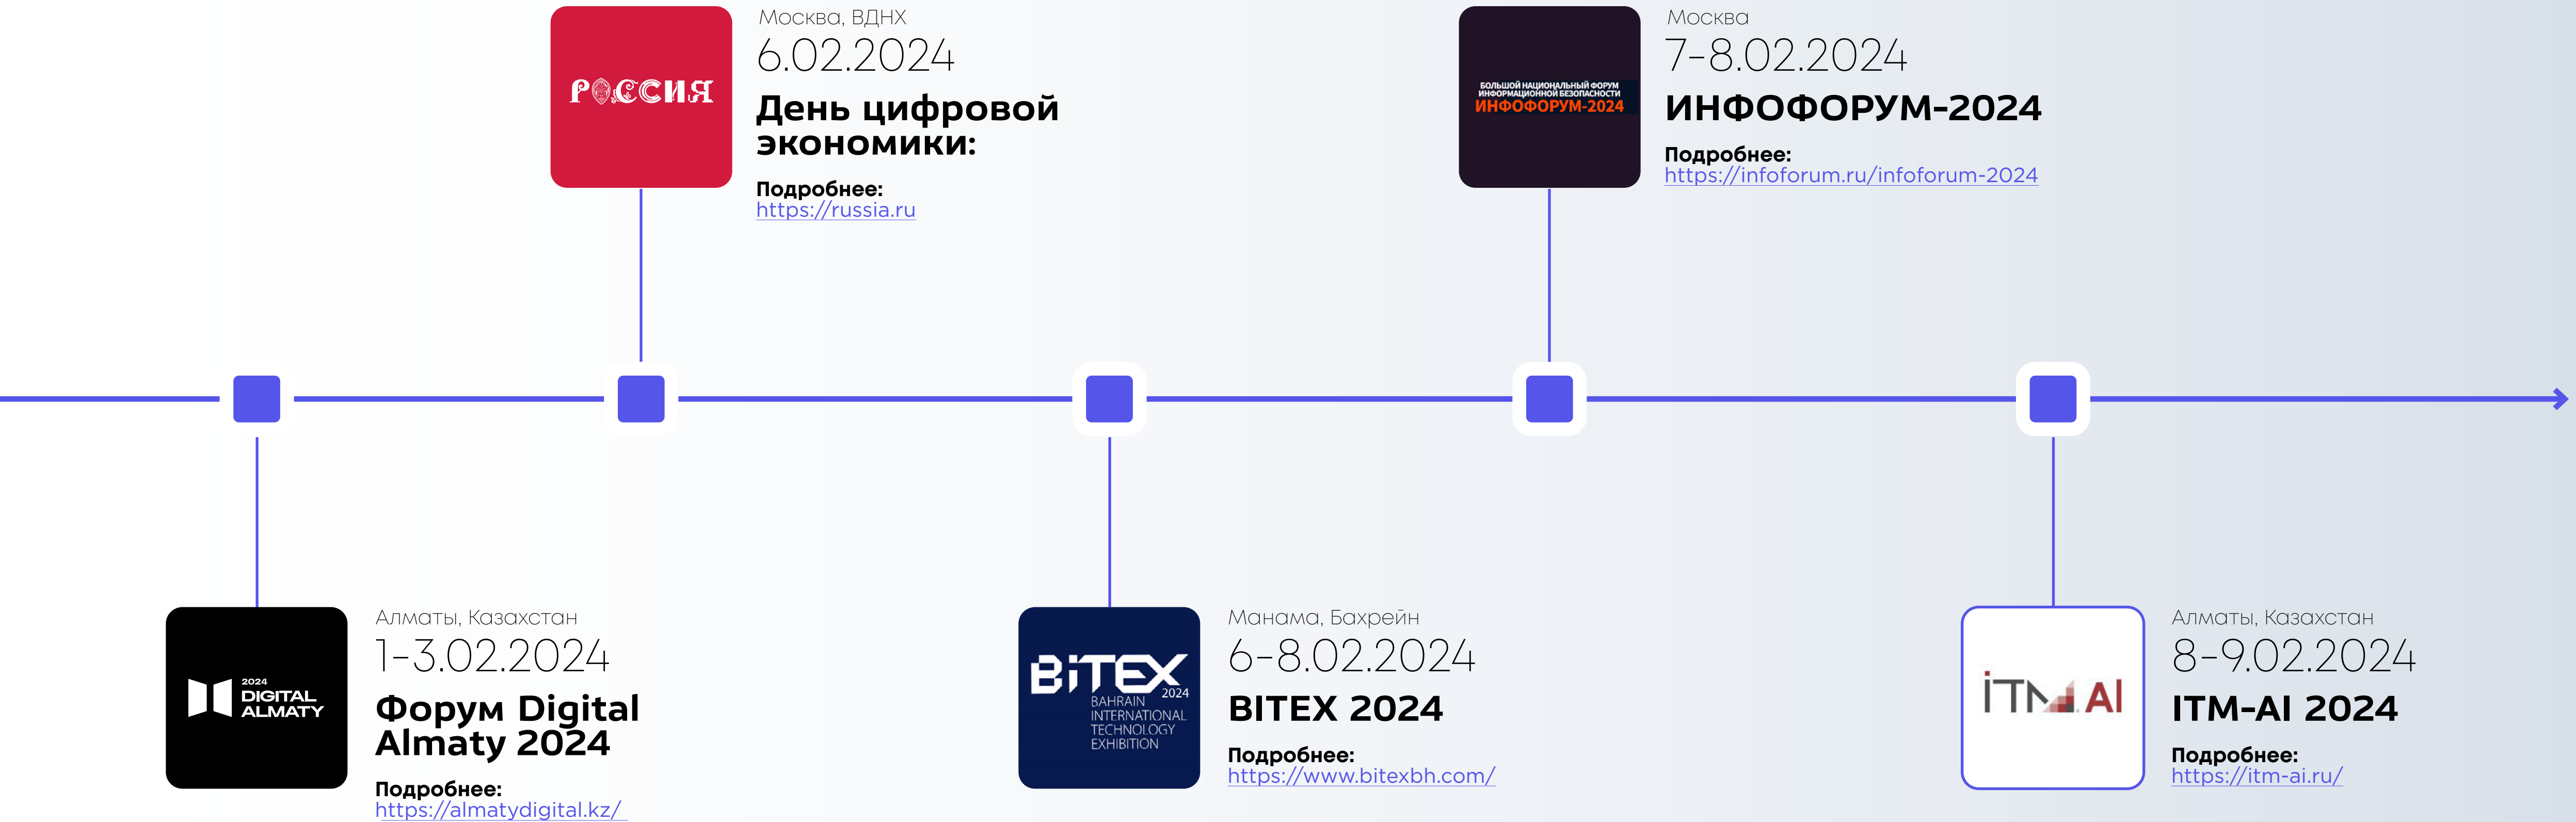 РОССИЯ
Москва, ВДНХ
6.02.2024
День цифровой
экономики:
Подробнее:
https://russia.ru
БОЛЬШОЙ НАЦИОНАЛЬНЫЙ ФОРУМ
ИНФОРМАЦИОННОЙ БЕЗОПАСНОСТИ
ИНФОФОРУМ-2024
Москва
7-8.02.2024
ИНФОФОРУМ-2024
Подробнее:
https://infoforum.ru/infoforum-2024
2024
DIGITAL
ALMATY
Алматы, Казахстан
1-3.02.2024
Форум Digital
Almaty 2024
Подробнее:
https://almatydigital.kz/
BiTEX
2024
BAHRAIN
INTERNATIONAL
TECHNOLOGY
EXHIBITION
Манама, Бахрейн
6-8.02.2024
BITEX 2024
Подробнее:
https://www.bitexbh.com/
iTM AI
Алматы, Казахстан
8-9.02.2024
ITM-AI 2024
Подробнее:
https://itm-ai.ru/